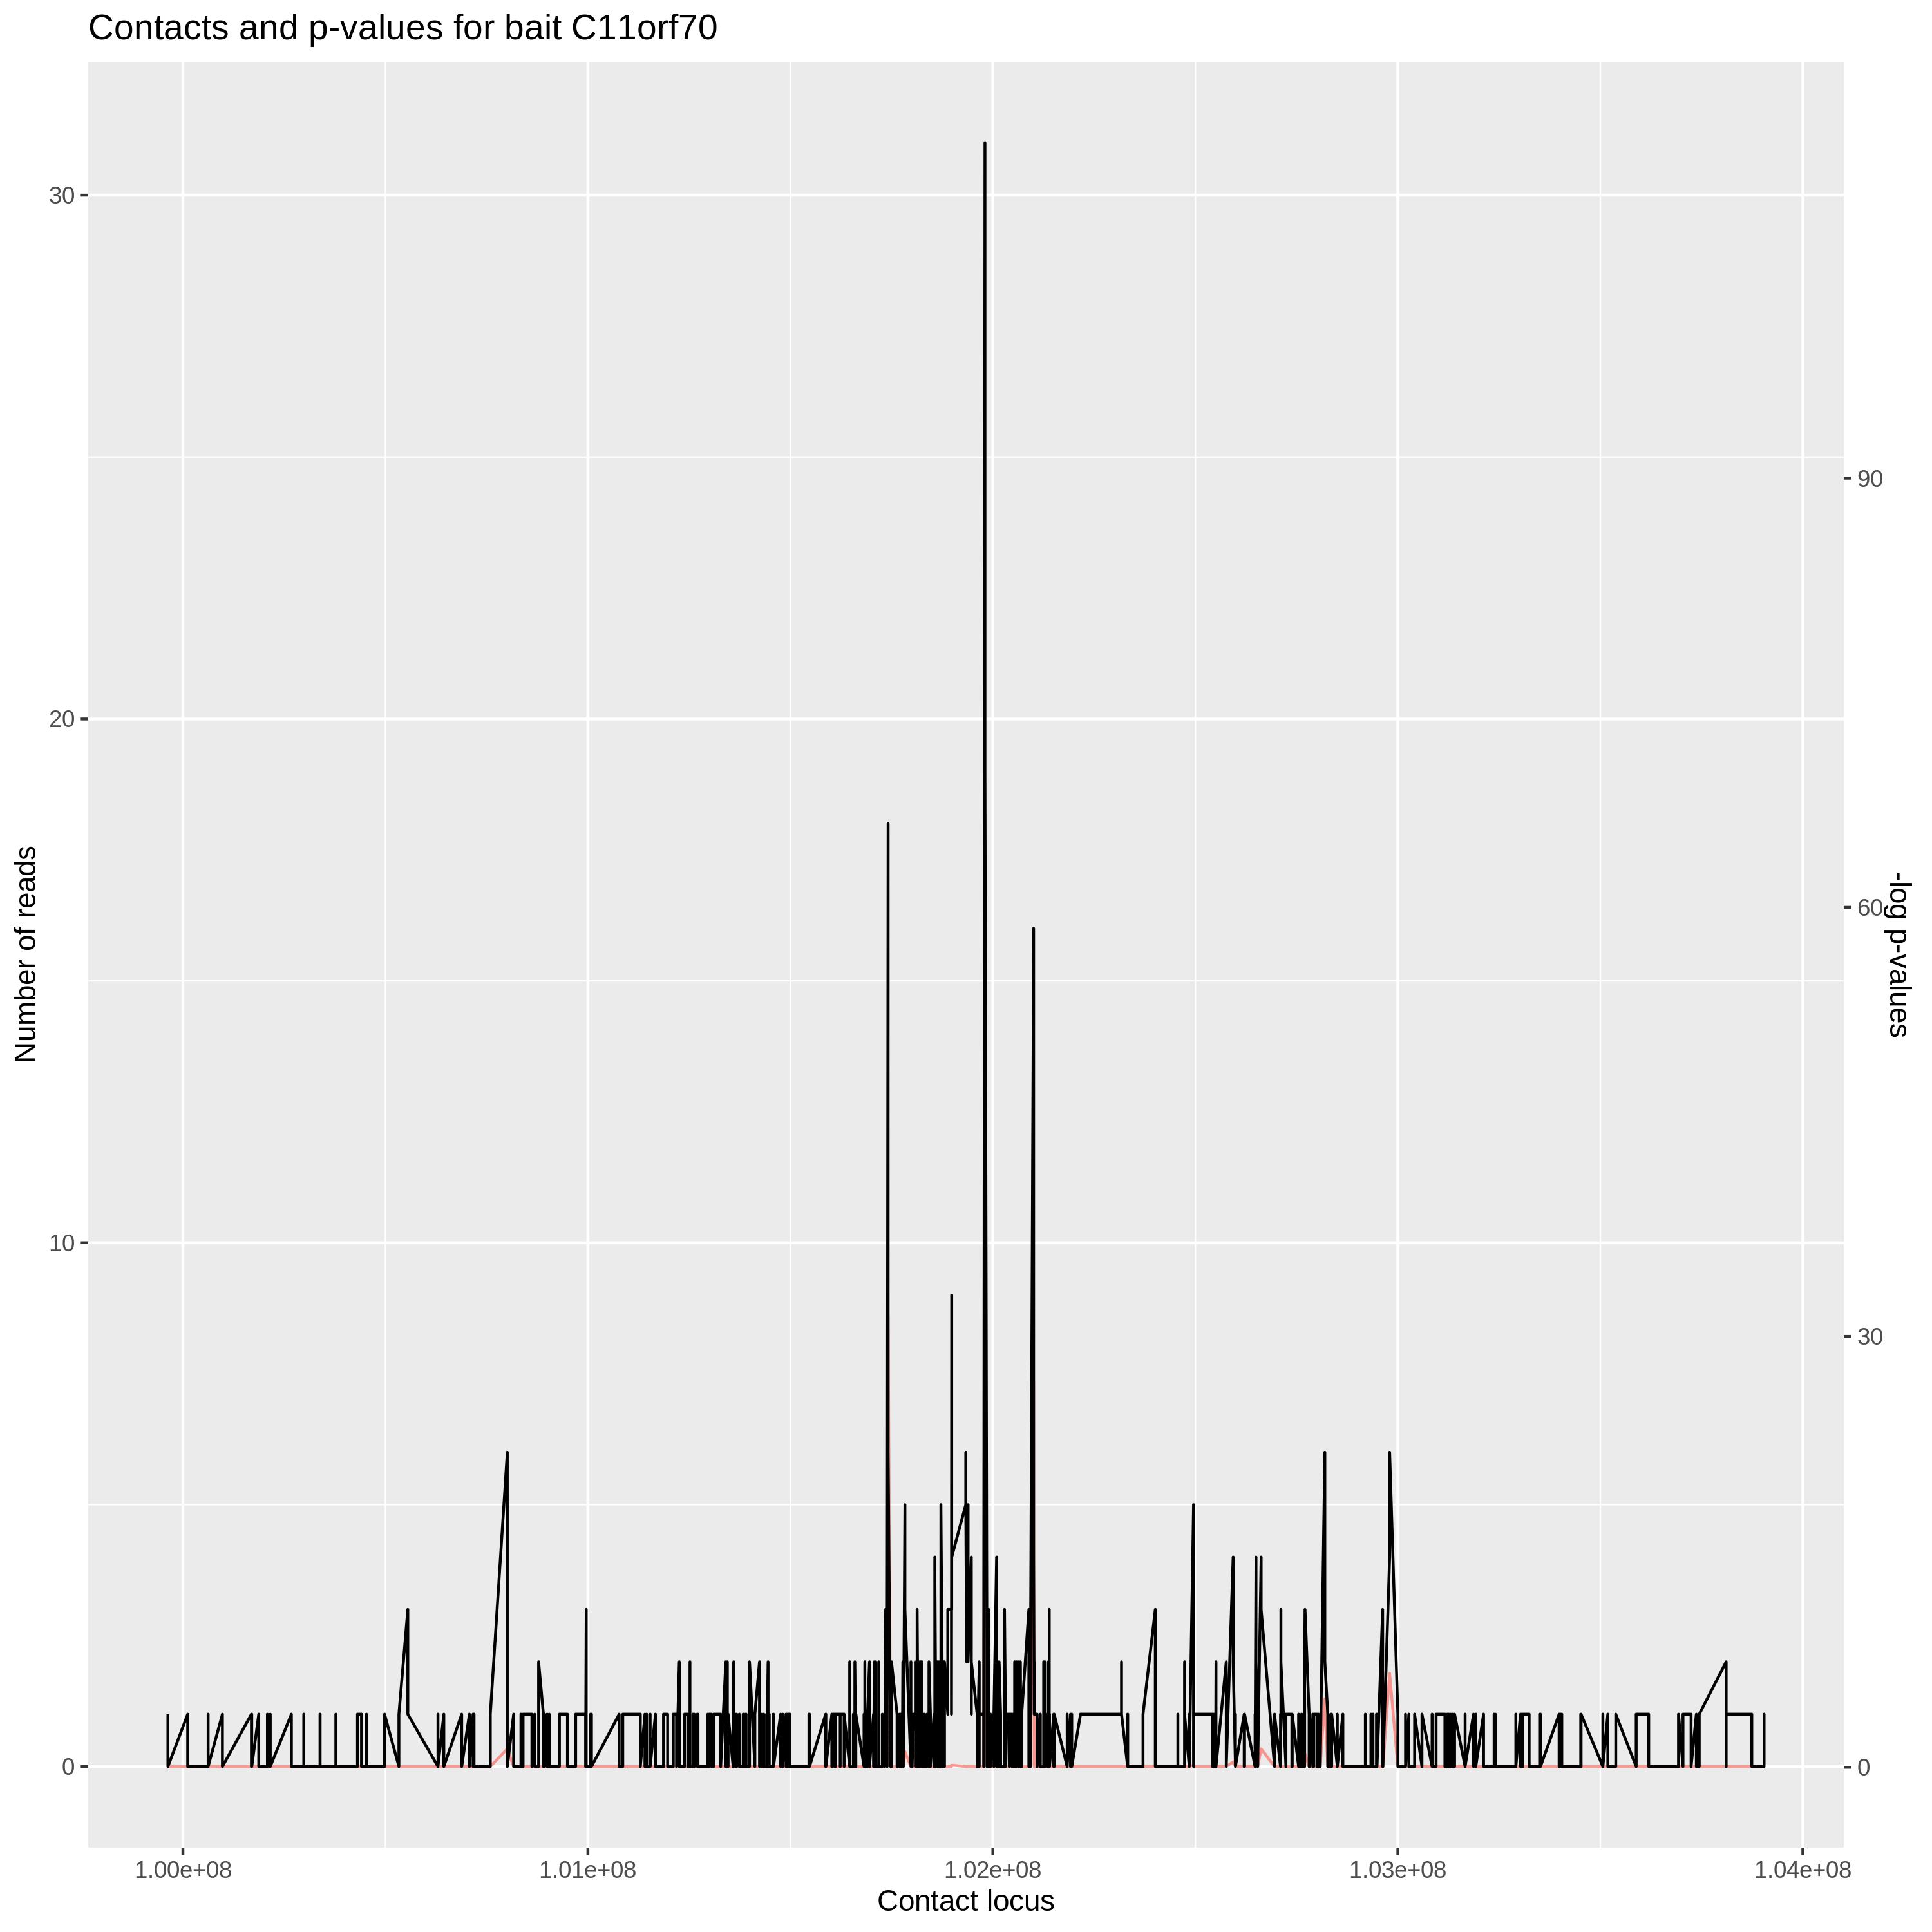 Contacts and p-values for bait C11orf70
Number of reads
30
20
10
0
90
60
30
0
-log p-values
1.00e+08 1.01e+08 1.02e+08 1.03e+08 1.04e+08
Contact locus